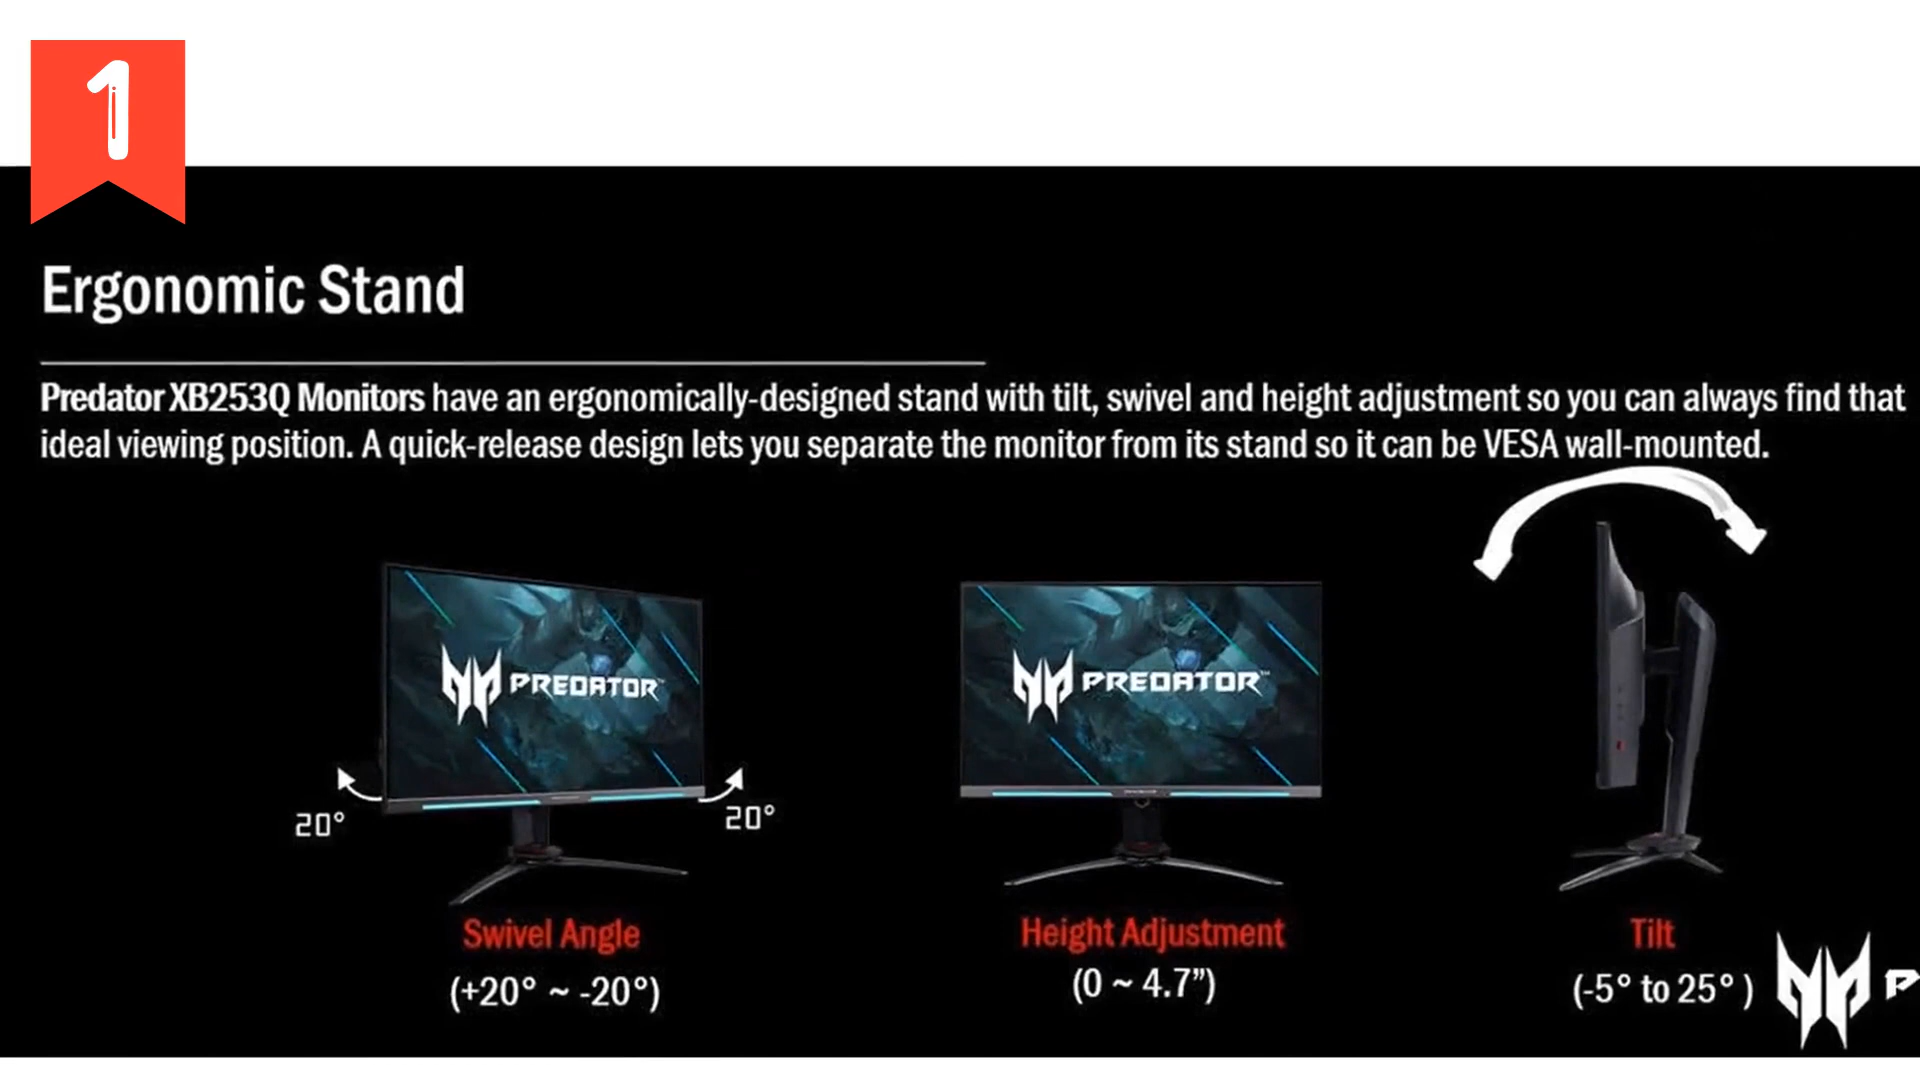 1
Ergonomic Stand
Predator XB253Q Monitors have an ergonomically-designed stand with tilt, swivel and height adjustment so you can always find that
ideal viewing position. A quick-release design lets you separate the monitor from its stand so it can be VESA wall-mounted.
PREDATOR™
PREDATOR™
20°
20°
Swivel Angle
(+20° ~ -20°)
Height Adjustment
(0 ~ 4.7”)
Tilt
(-5° to 25° )
P